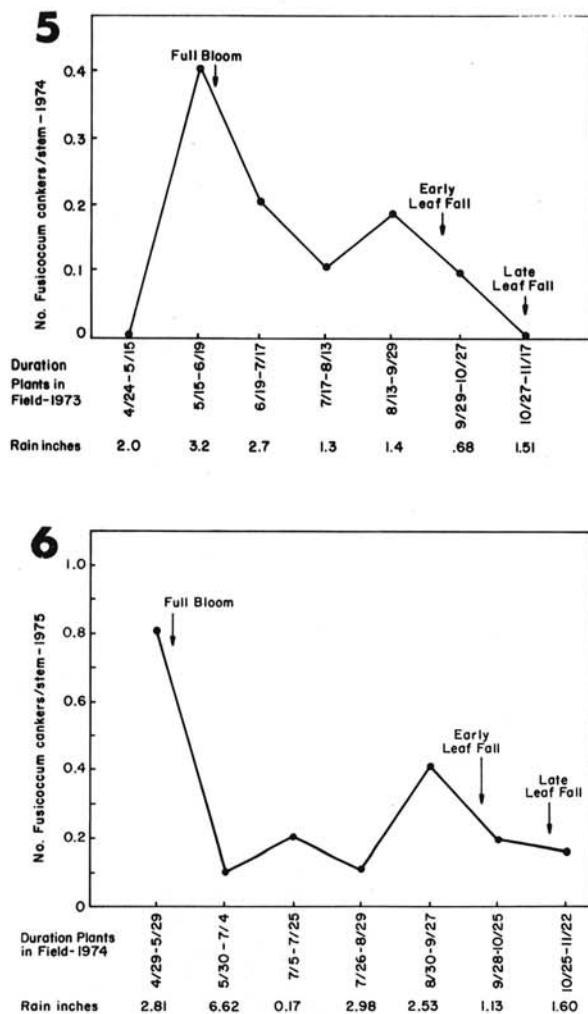 5
No. Fusicoccum cankers/stem-1974
0.4
0.3
0.2
0.1
0
Full Bloom
Early
Leaf Fall
Late
Leaf Fall
Duration
Plants in
Field-1973
4/24-5/15
5/15-6/19
6/19-7/17
7/17-8/13
8/13-9/29
9/29-10/27
10/27-11/17
Rain inches 2.0 3.2 2.7 1.3 1.4 .68 1.51
6
No. Fusicoccum cankers/stem-1975
1.0
0.8
0.6
0.4
0.2
0
Full Bloom
Early
Leaf Fall
Late
Leaf Fall
Duration Plants
in Field-1974
4/29-5/29
5/30-7/4
7/5-7/25
7/26-8/29
8/30-9/27
9/28-10/25
10/25-11/22
Rain inches 2.81 6.62 0.17 2.98 2.53 1.13 1.60